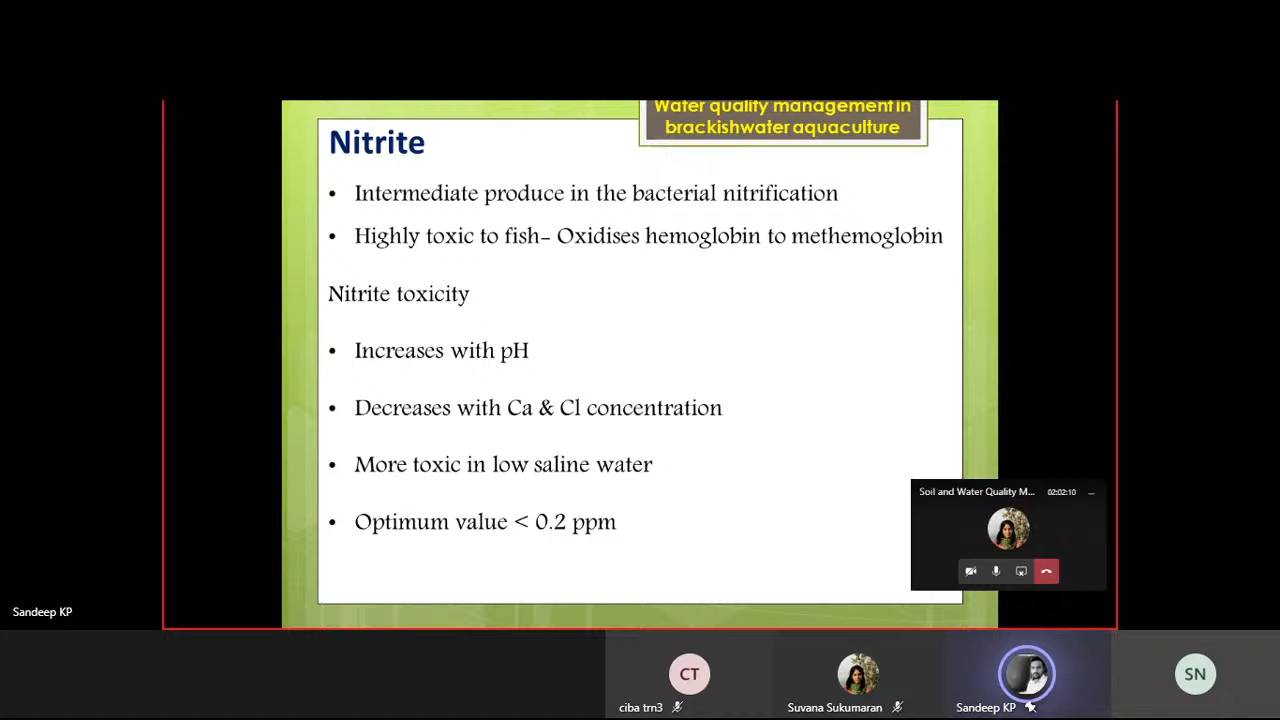 Water quality management in
brackishwater aquaculture
Nitrite
• Intermediate produce in the bacterial nitrification
• Highly toxic to fish- Oxidises hemoglobin to methemoglobin
Nitrite toxicity
• Increases with pH
• Decreases with Ca & Cl concentration
• More toxic in low saline water
• Optimum value < 0.2 ppm
Soil and Water Quality M... 02:02:10
Sandeep KP
CT
SN
ciba trn3
Suvana Sukumaran
Sandeep KP